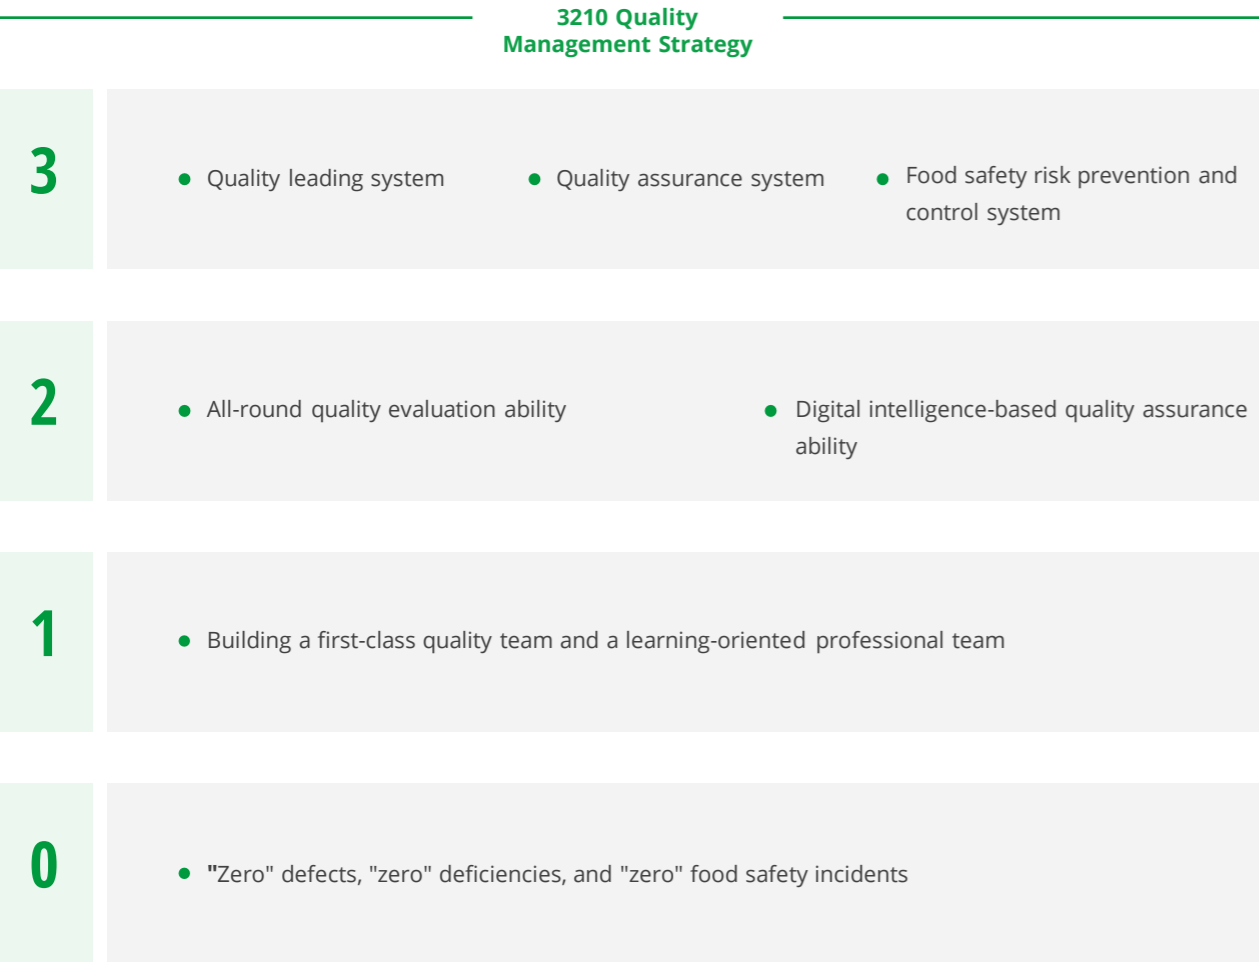 3210 Quality
Management Strategy
3
Quality leading system
Quality assurance system
Food safety risk prevention and
control system
2
All-round quality evaluation ability
Digital intelligence-based quality assurance
ability
1
Building a first-class quality team and a learning-oriented professional team
0
"Zero" defects, "zero" deficiencies, and "zero" food safety incidents